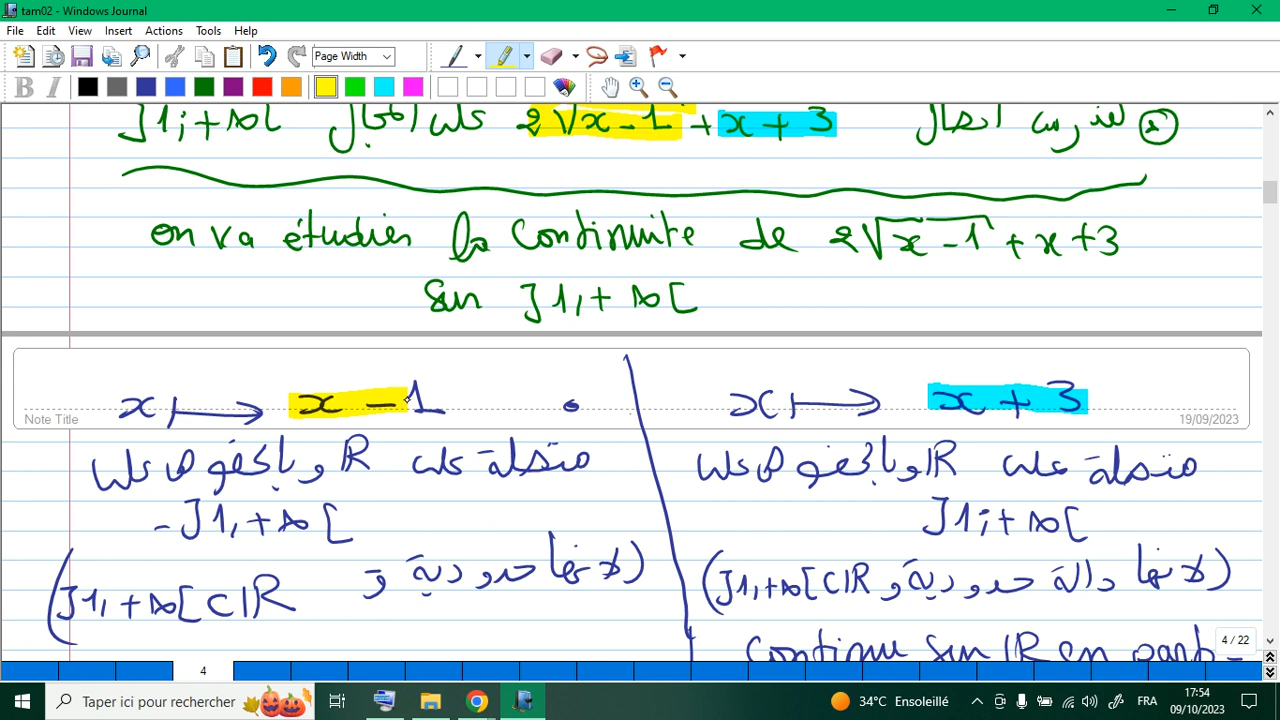 tam02 - Windows Journal
File Edit View Insert Actions Tools Help
Page Width
② لندرس اتصال 2√x-1 + x+3 على المجال ]1;+∞[
on va étudier la continuité de 2√x-1 + x+3
sur ]1,+∞[
x ↦ x-1
x ↦ x+3
Note Title
19/09/2023
متصلة على ℝ وبالخصوص على
]1,+∞[
(لانها حدودية و
]1,+∞[⊂ℝ
متصلة على ℝ وبالخصوص على
]1;+∞[
(لانها دالة حدودية و ]1,+∞[⊂ℝ)
continue sur ℝ en parti-
4 / 22
4
Taper ici pour rechercher
34°C Ensoleillé
FRA
17:54
09/10/2023